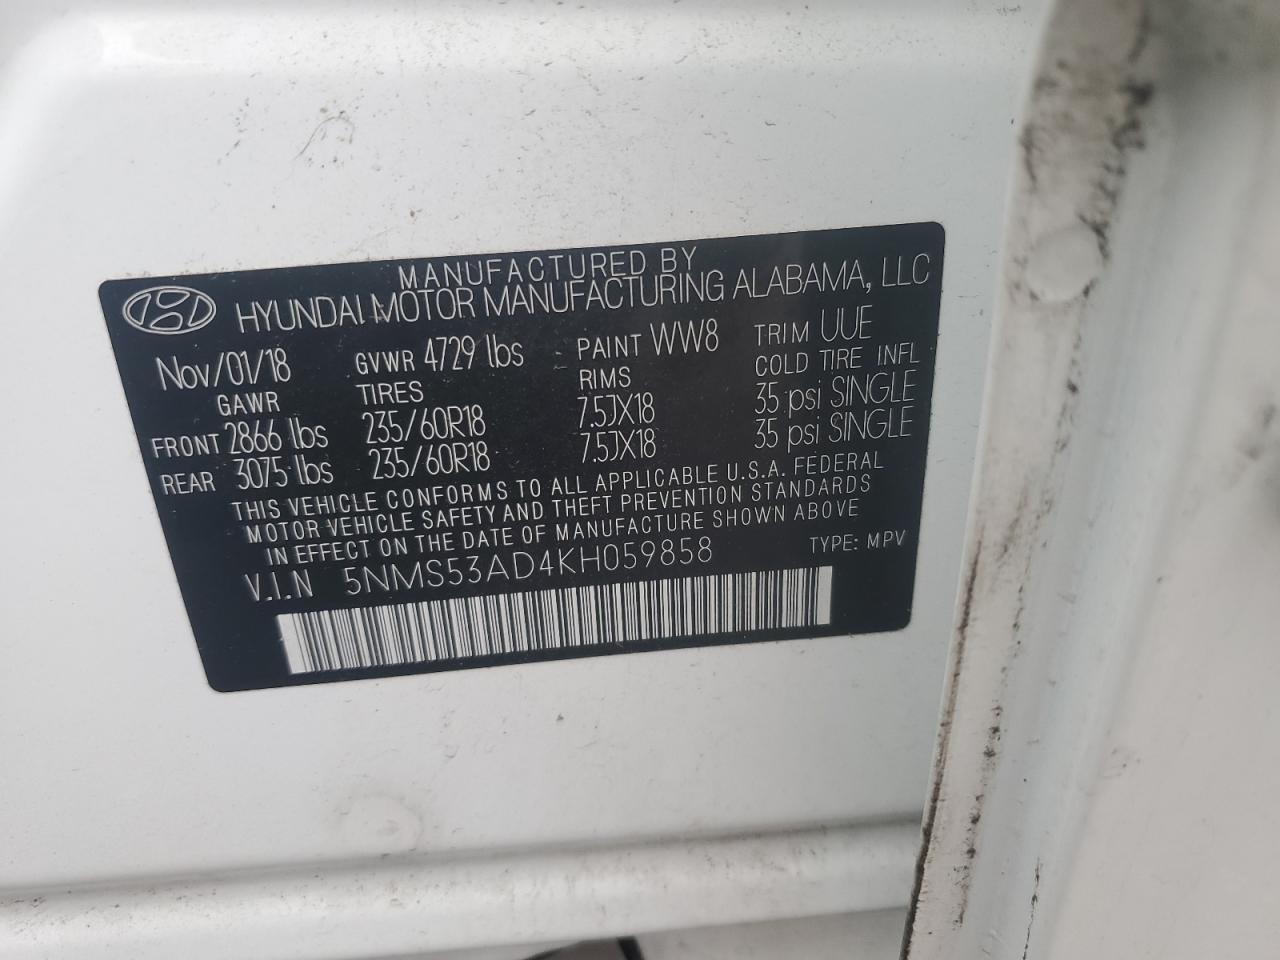 MANUFACTURED BY
HYUNDAI MOTOR MANUFACTURING ALABAMA, LLC
Nov/01/18 GVWR 4729 lbs PAINT WW8 TRIM UUE
GAWR TIRES RIMS COLD TIRE INFL
FRONT 2866 lbs 235/60R18 7.5JX18 35 psi SINGLE
REAR 3075 lbs 235/60R18 7.5JX18 35 psi SINGLE
THIS VEHICLE CONFORMS TO ALL APPLICABLE U.S.A. FEDERAL
MOTOR VEHICLE SAFETY AND THEFT PREVENTION STANDARDS
IN EFFECT ON THE DATE OF MANUFACTURE SHOWN ABOVE
V.I.N 5NMS53AD4KH059858 TYPE: MPV